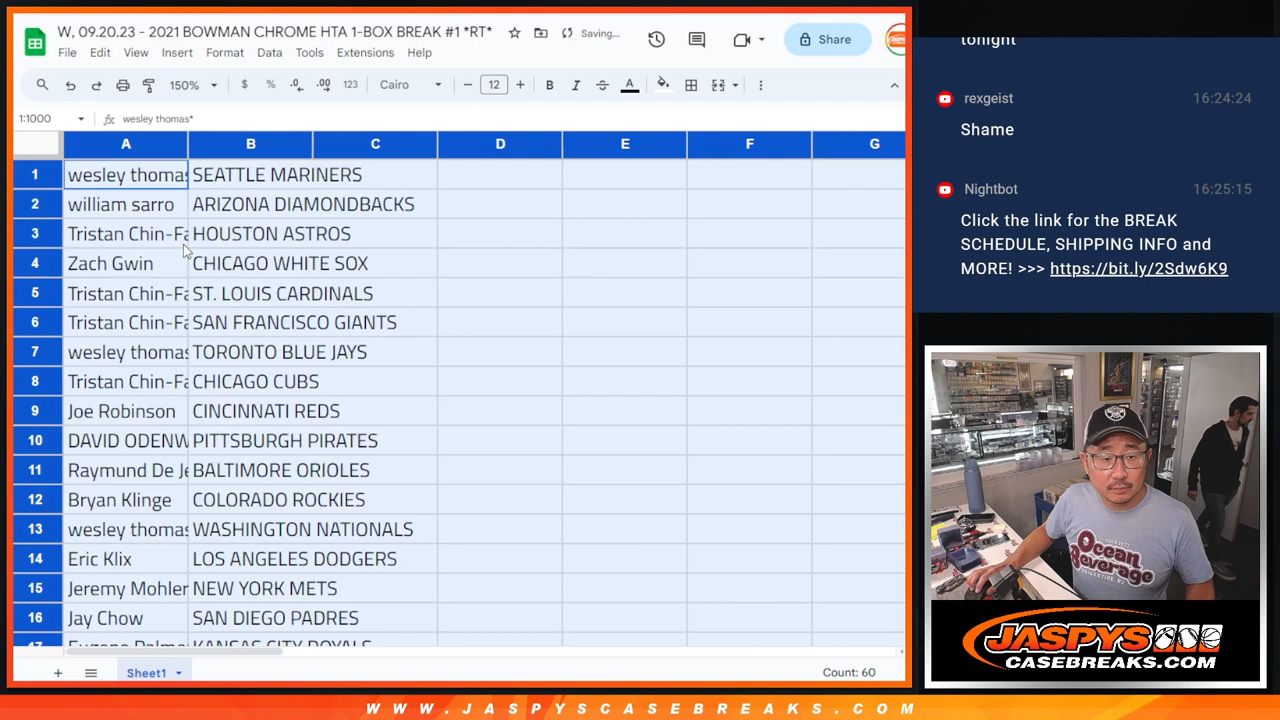 W, 09.20.23 - 2021 BOWMAN CHROME HTA 1-BOX BREAK #1 *RT*
Saving...
File Edit View Insert Format Data Tools Extensions Help
Share
150% $ % .0 .00 123 Cairo - 12 + B I S A
1:1000 fx wesley thomas*
A B C D E F G
1 wesley thomas SEATTLE MARINERS
2 william sarro ARIZONA DIAMONDBACKS
3 Tristan Chin-Fa HOUSTON ASTROS
4 Zach Gwin CHICAGO WHITE SOX
5 Tristan Chin-Fa ST. LOUIS CARDINALS
6 Tristan Chin-Fa SAN FRANCISCO GIANTS
7 wesley thomas TORONTO BLUE JAYS
8 Tristan Chin-Fa CHICAGO CUBS
9 Joe Robinson CINCINNATI REDS
10 DAVID ODENW PITTSBURGH PIRATES
11 Raymund De Je BALTIMORE ORIOLES
12 Bryan Klinge COLORADO ROCKIES
13 wesley thomas WASHINGTON NATIONALS
14 Eric Klix LOS ANGELES DODGERS
15 Jeremy Mohler NEW YORK METS
16 Jay Chow SAN DIEGO PADRES
17 Eugene Palme KANSAS CITY ROYALS
+ Sheet1 Count: 60
tonight
rexgeist 16:24:24
Shame
Nightbot 16:25:15
Click the link for the BREAK
SCHEDULE, SHIPPING INFO and
MORE! >>> https://bit.ly/2Sdw6K9
Ocean
Beverage
JASPYS
CASEBREAKS.COM
WWW.JASPYSCASEBREAKS.COM